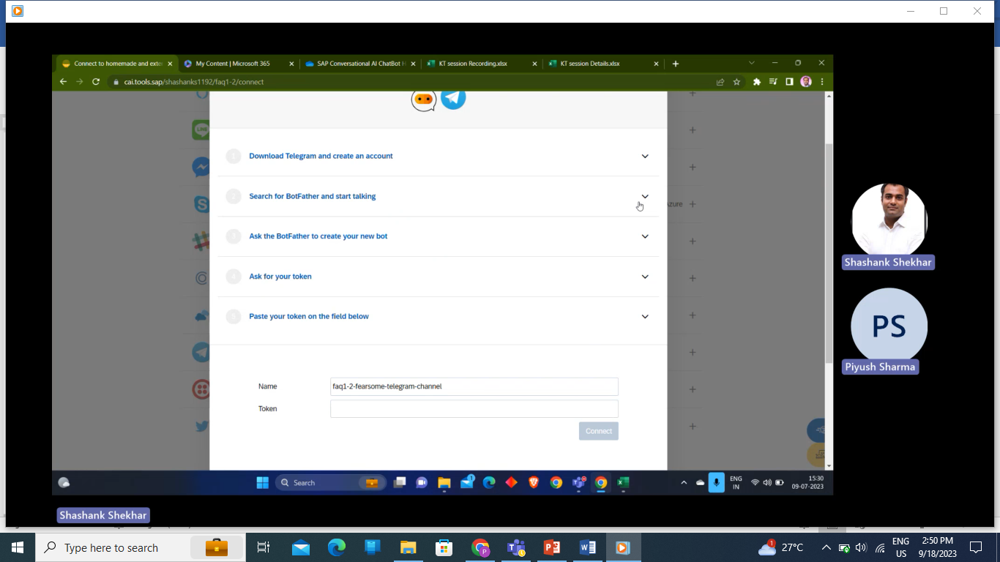 Connect to homemade and exte
My Content | Microsoft 365
SAP Conversational AI ChatBot H
KT session Recording.xlsx
KT session Details.xlsx
cai.tools.sap/shashanks1192/faq1-2/connect
LINE
1 Download Telegram and create an account
2 Search for BotFather and start talking
Azure
3 Ask the BotFather to create your new bot
4 Ask for your token
5 Paste your token on the field below
Name faq1-2-fearsome-telegram-channel
Token
Connect
Shashank Shekhar
PS
Piyush Sharma
Search
1
ENG
IN
15:30
09-07-2023
Shashank Shekhar
Type here to search
1
27°C
ENG
US
2:50 PM
9/18/2023